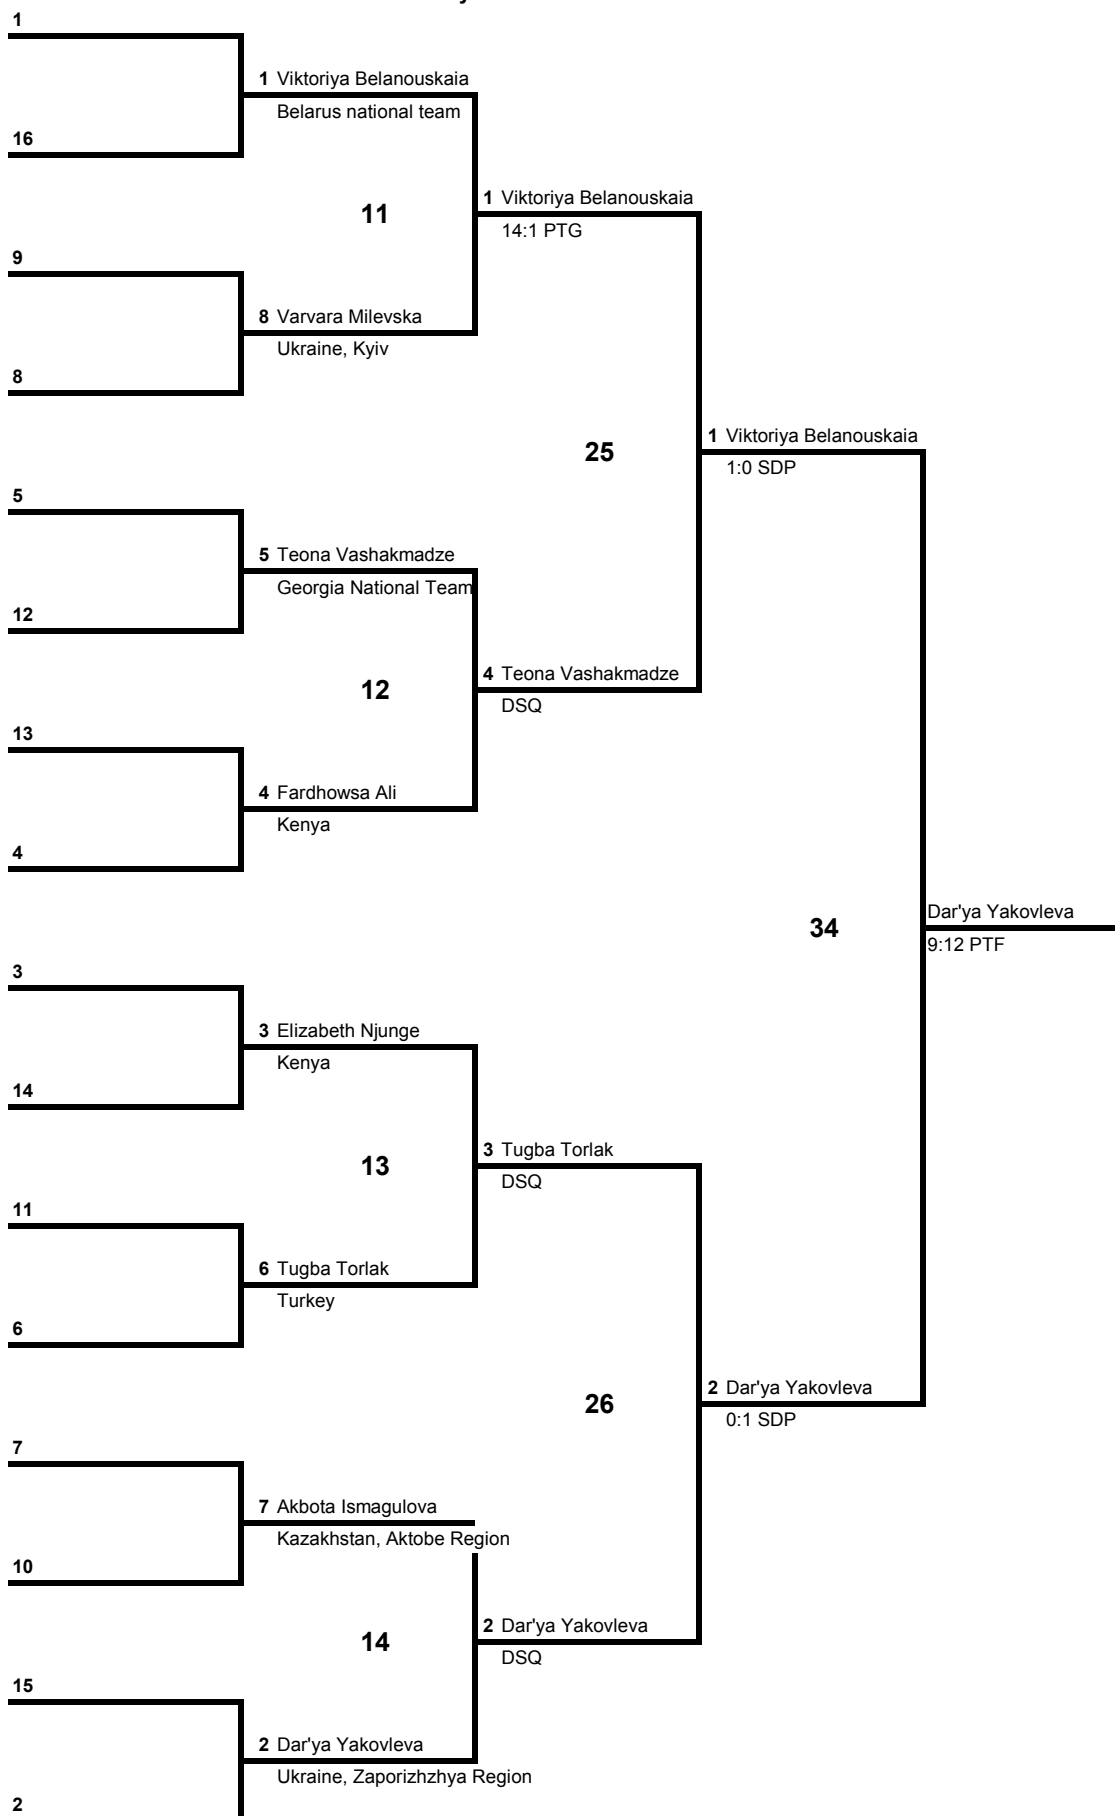 1
1 Viktoriya Belanouskaia
Belarus national team
16
1 Viktoriya Belanouskaia
11
14:1 PTG
9
8 Varvara Milevska
Ukraine, Kyiv
8
1 Viktoriya Belanouskaia
25
1:0 SDP
5
5 Teona Vashakmadze
Georgia National Team
12
4 Teona Vashakmadze
12
DSQ
13
4 Fardhowsa Ali
Kenya
4
Dar'ya Yakovleva
34
9:12 PTF
3
3 Elizabeth Njunge
Kenya
14
3 Tugba Torlak
13
DSQ
11
6 Tugba Torlak
Turkey
6
2 Dar'ya Yakovleva
26
0:1 SDP
7
7 Akbota Ismagulova
Kazakhstan, Aktobe Region
10
2 Dar'ya Yakovleva
14
DSQ
15
2 Dar'ya Yakovleva
Ukraine, Zaporizhzhya Region
2